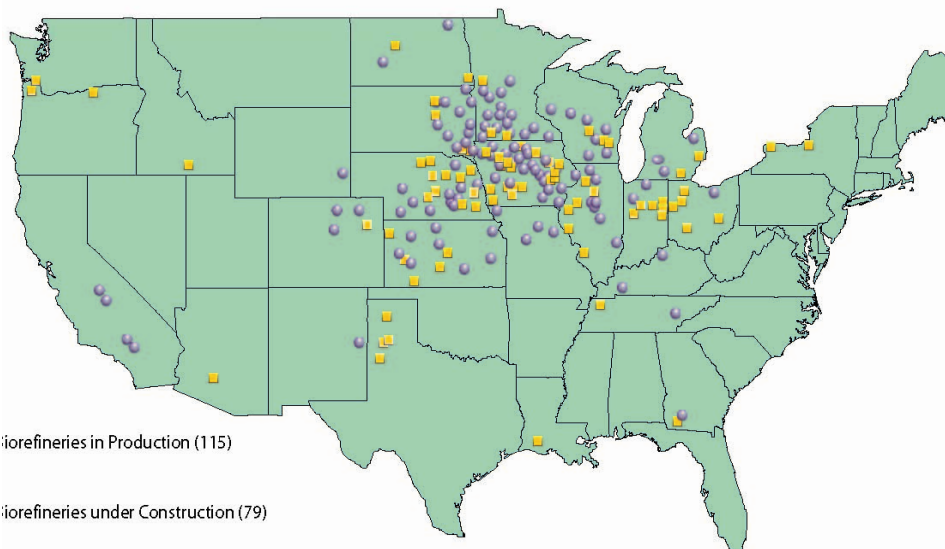 iorefineries in Production (115)
iorefineries under Construction (79)